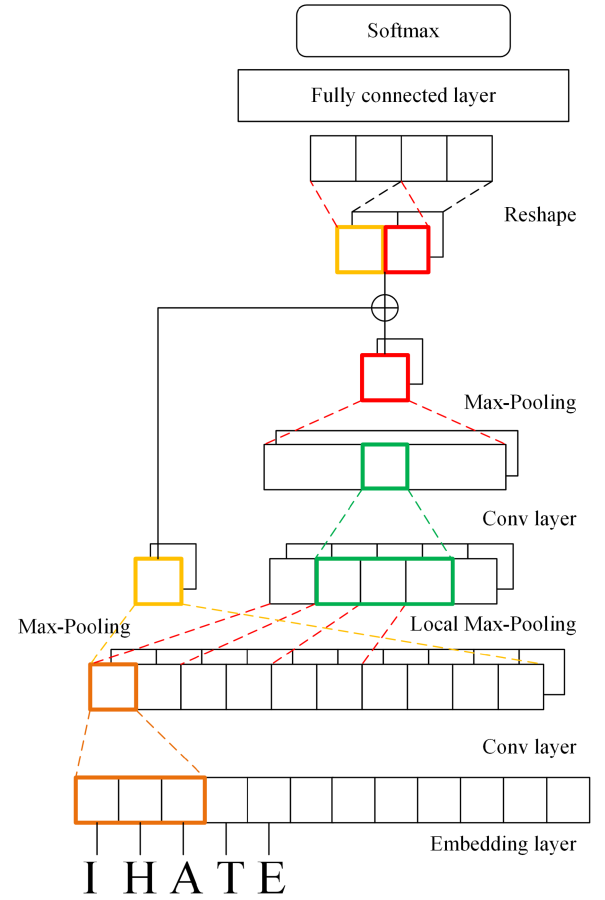 Softmax
Fully connected layer
Reshape
Max-Pooling
Conv layer
Max-Pooling
Local Max-Pooling
Conv layer
Embedding layer
I H A T E